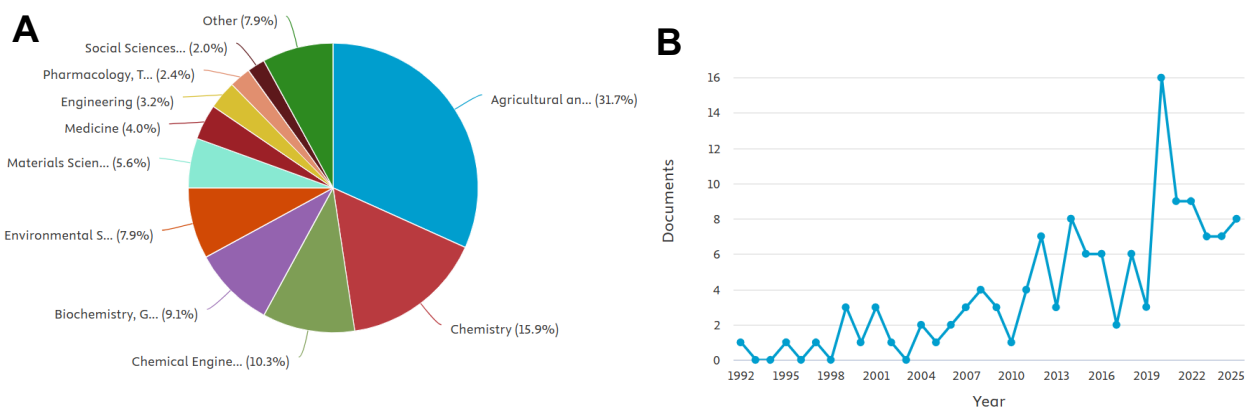 A
Other (7.9%)
Social Sciences... (2.0%)
Pharmacology, T... (2.4%)
Engineering (3.2%)
Medicine (4.0%)
Materials Scien... (5.6%)
Environmental S... (7.9%)
Biochemistry, G... (9.1%)
Chemical Engine... (10.3%)
Chemistry (15.9%)
Agricultural an... (31.7%)
B
Documents
16
14
12
10
8
6
4
2
0
1992 1995 1998 2001 2004 2007 2010 2013 2016 2019 2022 2025
Year